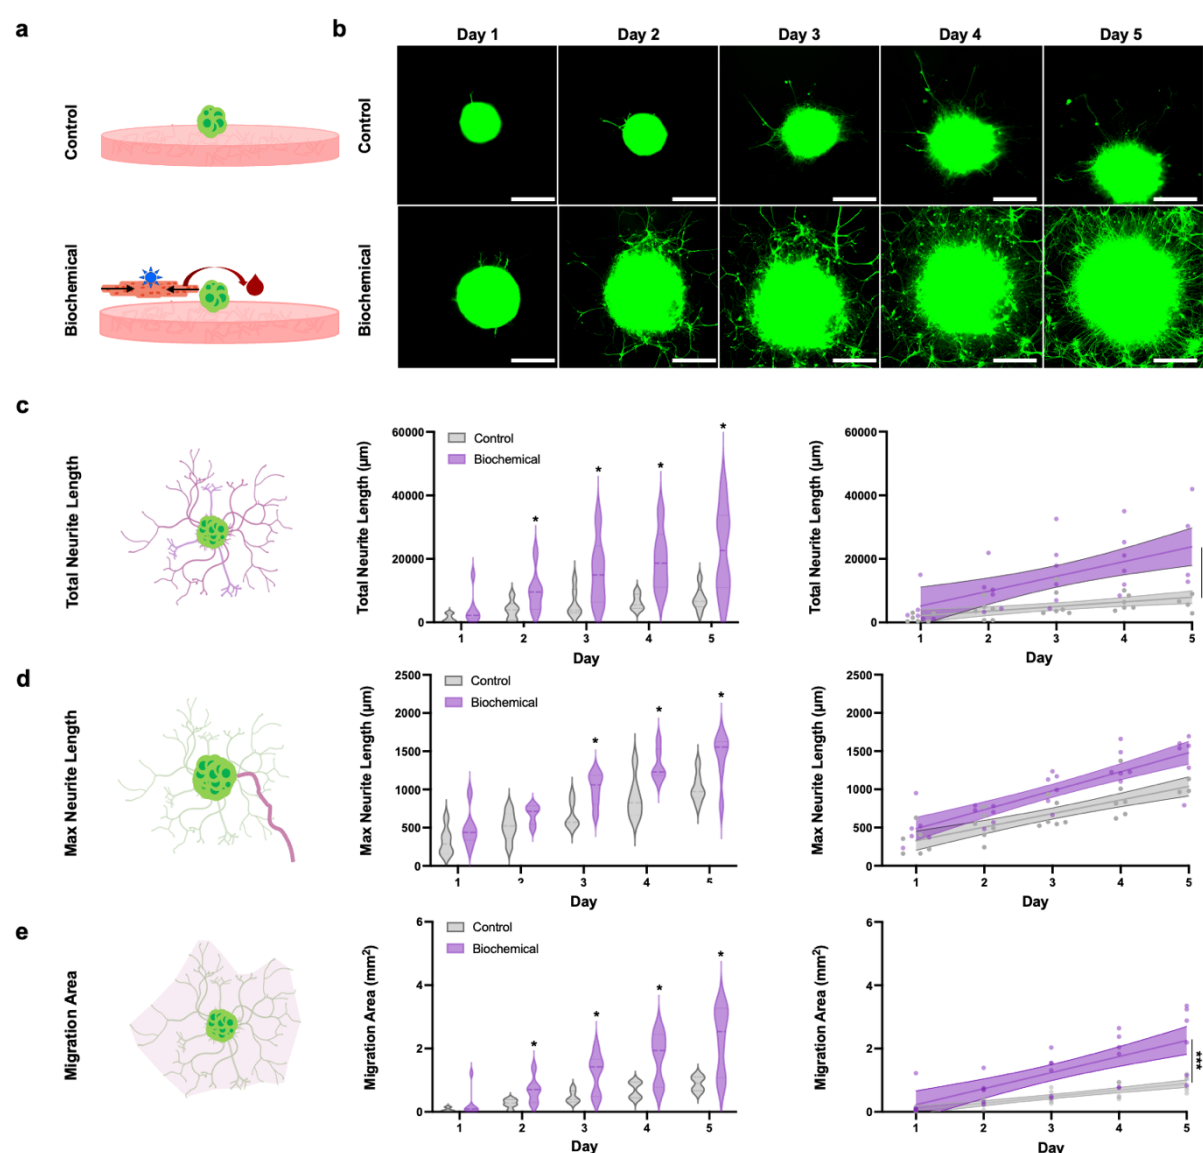 a
b
Day 1
Day 2
Day 3
Day 4
Day 5
Control
Control
Biochemical
Biochemical
c
Total Neurite Length
Total Neurite Length (μm)
60000
40000
20000
0
Control
Biochemical
*
*
*
*
1
2
3
4
5
Day
Total Neurite Length (μm)
60000
40000
20000
0
1
2
3
4
5
Day
d
Max Neurite Length
Max Neurite Length (μm)
2500
2000
1500
1000
500
0
Control
Biochemical
*
*
*
1
2
3
4
5
Day
Max Neurite Length (μm)
2500
2000
1500
1000
500
0
1
2
3
4
5
Day
e
Migration Area
Migration Area (mm²)
6
4
2
0
Control
Biochemical
*
*
*
*
1
2
3
4
5
Day
Migration Area (mm²)
6
4
2
0
***
1
2
3
4
5
Day